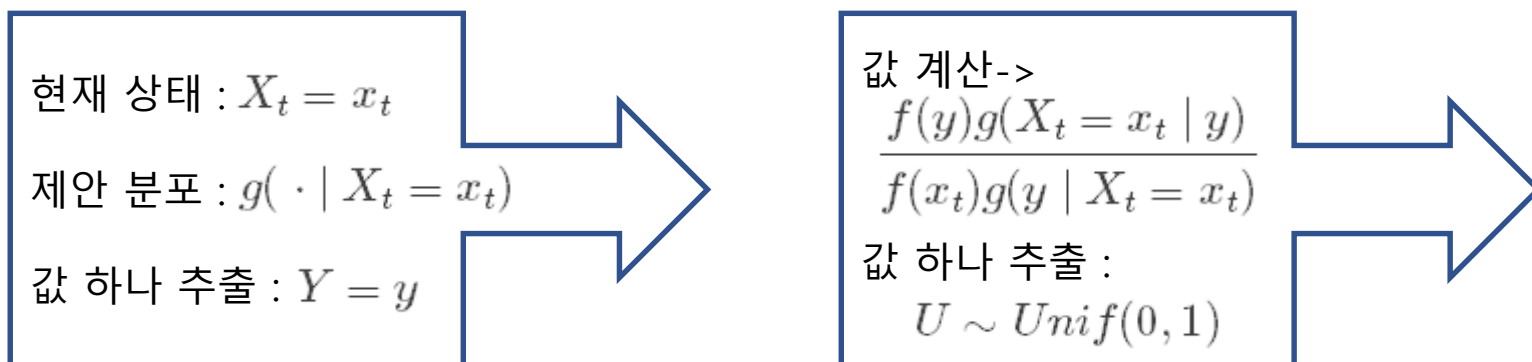 현재 상태 : X_t = x_t
제안 분포 : g( · | X_t = x_t)
값 하나 추출 : Y = y
값 계산->
f(y)g(X_t = x_t | y)
f(x_t)g(y | X_t = x_t)
값 하나 추출 :
U ~ Unif(0, 1)